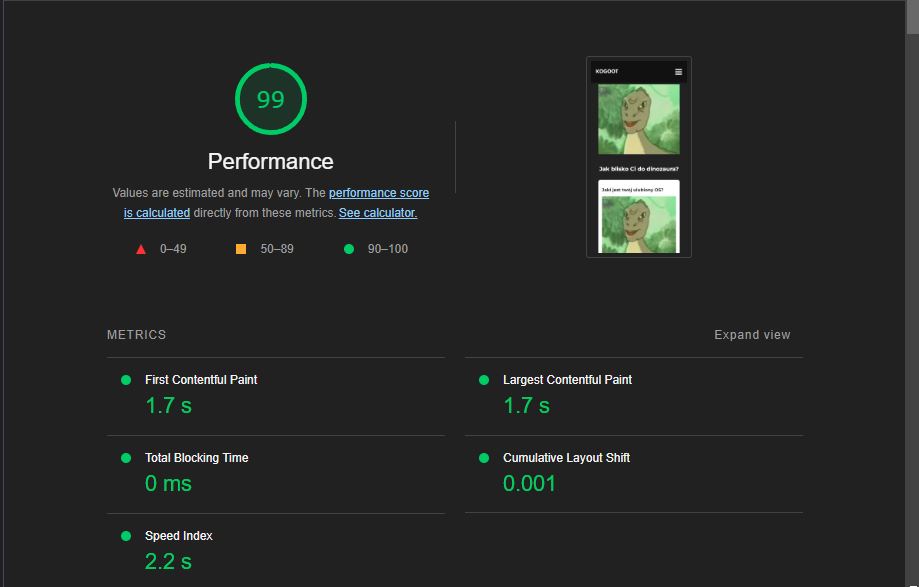 99
Performance
Values are estimated and may vary. The performance score
is calculated directly from these metrics. See calculator.
0–49
50–89
90–100
KOGOOT
Jak blisko Ci do dinozaura?
Jaki jest twój ulubiony OS?
METRICS
Expand view
First Contentful Paint
1.7 s
Largest Contentful Paint
1.7 s
Total Blocking Time
0 ms
Cumulative Layout Shift
0.001
Speed Index
2.2 s